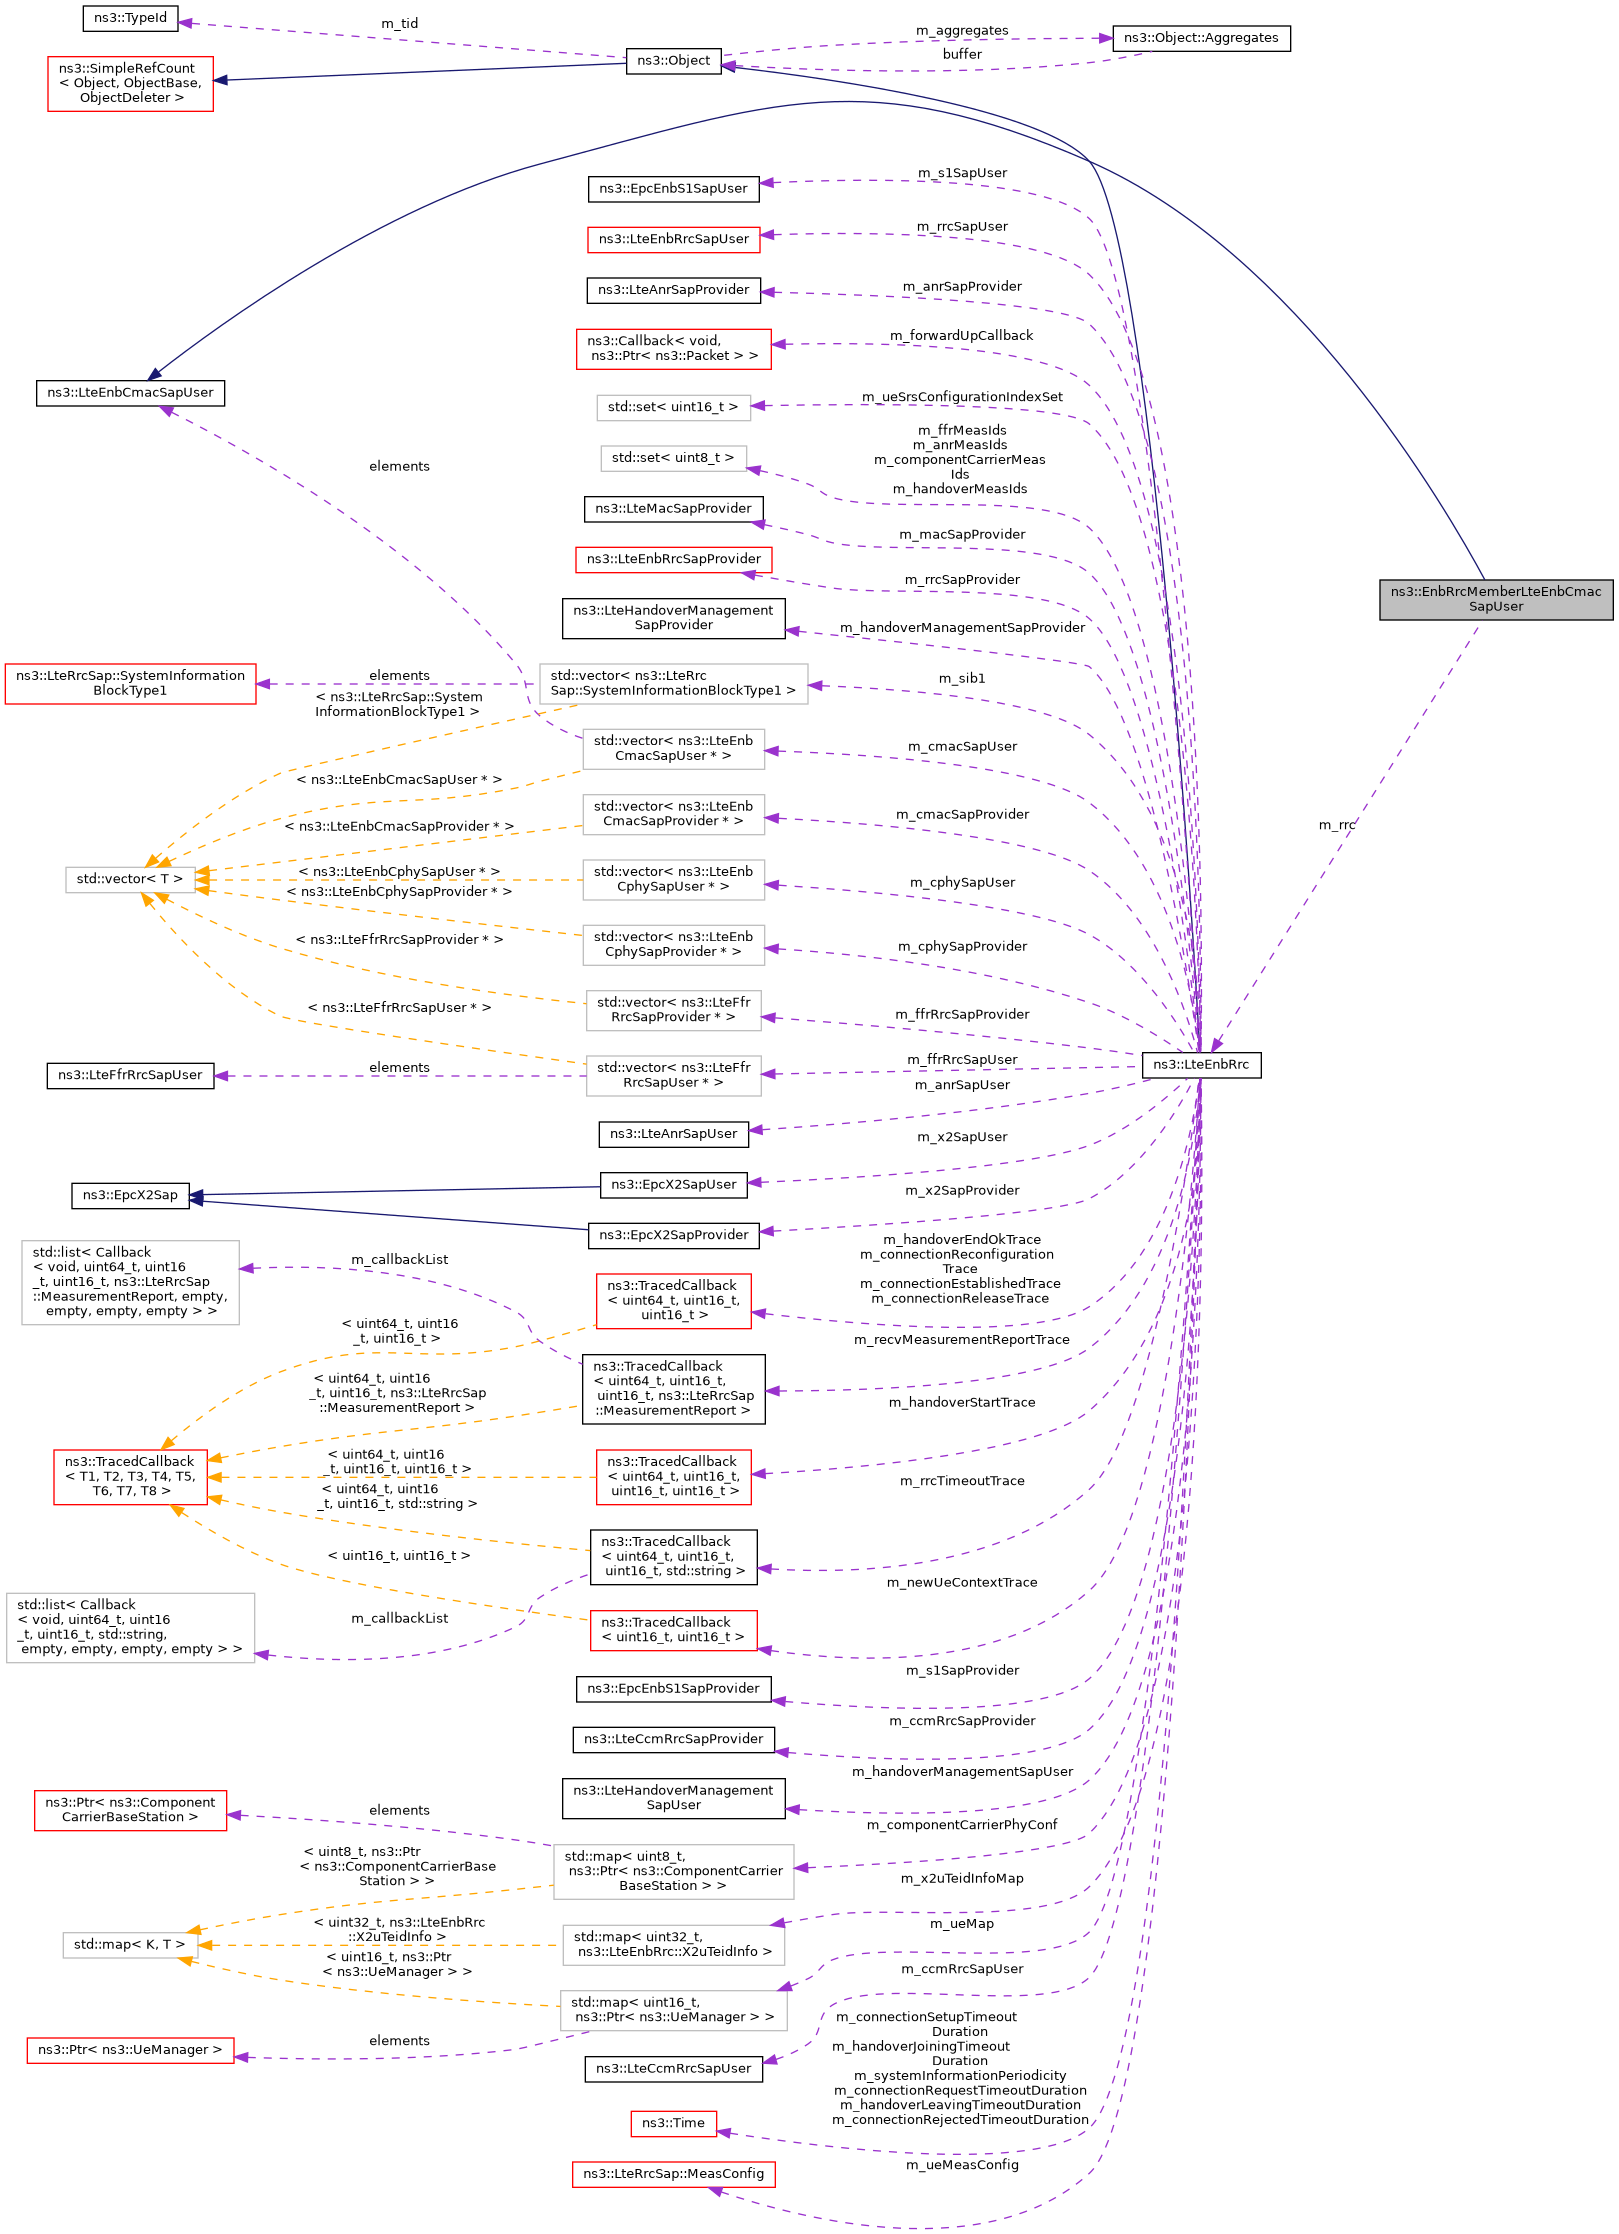 ns3::TypeId
m_tid
ns3::Object
m_aggregates
buffer
ns3::Object::Aggregates
ns3::SimpleRefCount
< Object, ObjectBase,
ObjectDeleter >
ns3::EpcEnbS1SapUser
m_s1SapUser
ns3::LteEnbRrcSapUser
m_rrcSapUser
ns3::LteAnrSapProvider
m_anrSapProvider
ns3::Callback< void,
ns3::Ptr< ns3::Packet > >
m_forwardUpCallback
ns3::LteEnbCmacSapUser
std::set< uint16_t >
m_ueSrsConfigurationIndexSet
elements
std::set< uint8_t >
m_ffrMeasIds
m_anrMeasIds
m_componentCarrierMeas
Ids
m_handoverMeasIds
ns3::LteMacSapProvider
m_macSapProvider
ns3::LteEnbRrcSapProvider
m_rrcSapProvider
ns3::EnbRrcMemberLteEnbCmac
SapUser
ns3::LteHandoverManagement
SapProvider
m_handoverManagementSapProvider
ns3::LteRrcSap::SystemInformation
BlockType1
elements
< ns3::LteRrcSap::System
InformationBlockType1 >
std::vector< ns3::LteRrc
Sap::SystemInformationBlockType1 >
m_sib1
std::vector< ns3::LteEnb
CmacSapUser * >
m_cmacSapUser
< ns3::LteEnbCmacSapUser * >
std::vector< ns3::LteEnb
CmacSapProvider * >
m_cmacSapProvider
< ns3::LteEnbCmacSapProvider * >
m_rrc
std::vector< T >
< ns3::LteEnbCphySapUser * >
std::vector< ns3::LteEnb
CphySapUser * >
m_cphySapUser
< ns3::LteEnbCphySapProvider * >
std::vector< ns3::LteEnb
CphySapProvider * >
m_cphySapProvider
< ns3::LteFfrRrcSapProvider * >
std::vector< ns3::LteFfr
RrcSapProvider * >
m_ffrRrcSapProvider
< ns3::LteFfrRrcSapUser * >
ns3::LteFfrRrcSapUser
elements
std::vector< ns3::LteFfr
RrcSapUser * >
m_ffrRrcSapUser
ns3::LteEnbRrc
m_anrSapUser
ns3::LteAnrSapUser
m_x2SapUser
ns3::EpcX2Sap
ns3::EpcX2SapUser
m_x2SapProvider
ns3::EpcX2SapProvider
std::list< Callback
< void, uint64_t, uint16
_t, uint16_t, ns3::LteRrcSap
::MeasurementReport, empty,
empty, empty, empty > >
m_callbackList
m_handoverEndOkTrace
m_connectionReconfiguration
Trace
m_connectionEstablishedTrace
m_connectionReleaseTrace
ns3::TracedCallback
< uint64_t, uint16_t,
uint16_t >
< uint64_t, uint16
_t, uint16_t >
m_recvMeasurementReportTrace
ns3::TracedCallback
< uint64_t, uint16_t,
uint16_t, ns3::LteRrcSap
::MeasurementReport >
< uint64_t, uint16
_t, uint16_t, ns3::LteRrcSap
::MeasurementReport >
m_handoverStartTrace
ns3::TracedCallback
< T1, T2, T3, T4, T5,
T6, T7, T8 >
< uint64_t, uint16
_t, uint16_t, uint16_t >
ns3::TracedCallback
< uint64_t, uint16_t,
uint16_t, uint16_t >
m_rrcTimeoutTrace
< uint64_t, uint16
_t, uint16_t, std::string >
ns3::TracedCallback
< uint64_t, uint16_t,
uint16_t, std::string >
< uint16_t, uint16_t >
m_newUeContextTrace
std::list< Callback
< void, uint64_t, uint16
_t, uint16_t, std::string,
empty, empty, empty, empty > >
m_callbackList
ns3::TracedCallback
< uint16_t, uint16_t >
m_s1SapProvider
ns3::EpcEnbS1SapProvider
m_ccmRrcSapProvider
ns3::LteCcmRrcSapProvider
m_handoverManagementSapUser
ns3::LteHandoverManagement
SapUser
ns3::Ptr< ns3::Component
CarrierBaseStation >
elements
m_componentCarrierPhyConf
< uint8_t, ns3::Ptr
< ns3::ComponentCarrierBase
Station > >
std::map< uint8_t,
ns3::Ptr< ns3::ComponentCarrier
BaseStation > >
m_x2uTeidInfoMap
std::map< K, T >
< uint32_t, ns3::LteEnbRrc
::X2uTeidInfo >
std::map< uint32_t,
ns3::LteEnbRrc::X2uTeidInfo >
m_ueMap
< uint16_t, ns3::Ptr
< ns3::UeManager > >
m_ccmRrcSapUser
std::map< uint16_t,
ns3::Ptr< ns3::UeManager > >
ns3::Ptr< ns3::UeManager >
elements
ns3::LteCcmRrcSapUser
m_connectionSetupTimeout
Duration
m_handoverJoiningTimeout
Duration
m_systemInformationPeriodicity
m_connectionRequestTimeoutDuration
m_handoverLeavingTimeoutDuration
m_connectionRejectedTimeoutDuration
ns3::Time
m_ueMeasConfig
ns3::LteRrcSap::MeasConfig